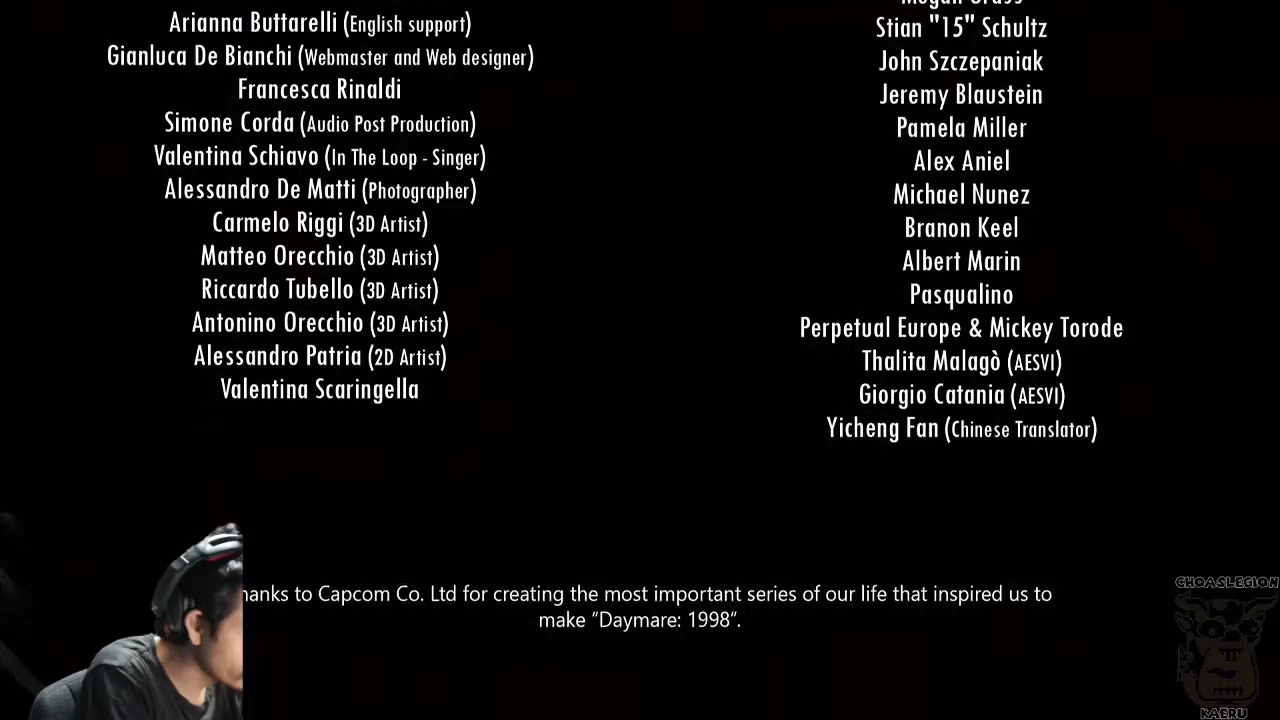 Arianna Buttarelli (English support)
Gianluca De Bianchi (Webmaster and Web designer)
Francesca Rinaldi
Simone Corda (Audio Post Production)
Valentina Schiavo (In The Loop - Singer)
Alessandro De Matti (Photographer)
Carmelo Riggi (3D Artist)
Matteo Orecchio (3D Artist)
Riccardo Tubello (3D Artist)
Antonino Orecchio (3D Artist)
Alessandro Patria (2D Artist)
Valentina Scaringella
Stian "15" Schultz
John Szczepaniak
Jeremy Blaustein
Pamela Miller
Alex Aniel
Michael Nunez
Branon Keel
Albert Marin
Pasqualino
Perpetual Europe & Mickey Torode
Thalita Malagò (AESVI)
Giorgio Catania (AESVI)
Yicheng Fan (Chinese Translator)
hanks to Capcom Co. Ltd for creating the most important series of our life that inspired us to
make “Daymare: 1998”.
CHOASLEGION
KAERU